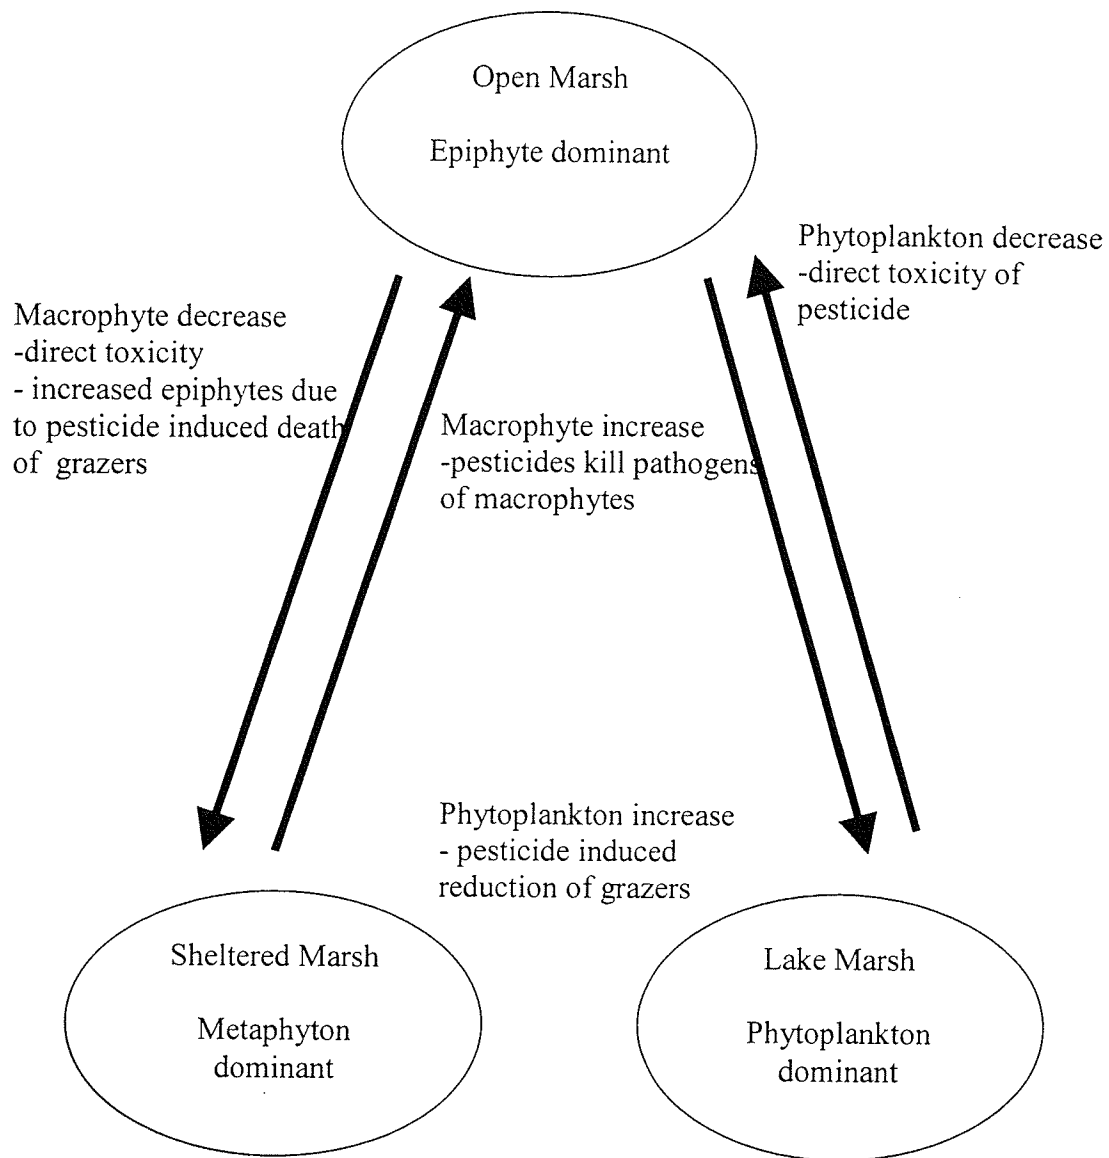 Open Marsh
Epiphyte dominant
Phytoplankton decrease
-direct toxicity of
pesticide
Macrophyte decrease
-direct toxicity
- increased epiphytes due
to pesticide induced death
of grazers
Macrophyte increase
-pesticides kill pathogens
of macrophytes
Phytoplankton increase
- pesticide induced
reduction of grazers
Sheltered Marsh
Metaphyton
dominant
Lake Marsh
Phytoplankton
dominant